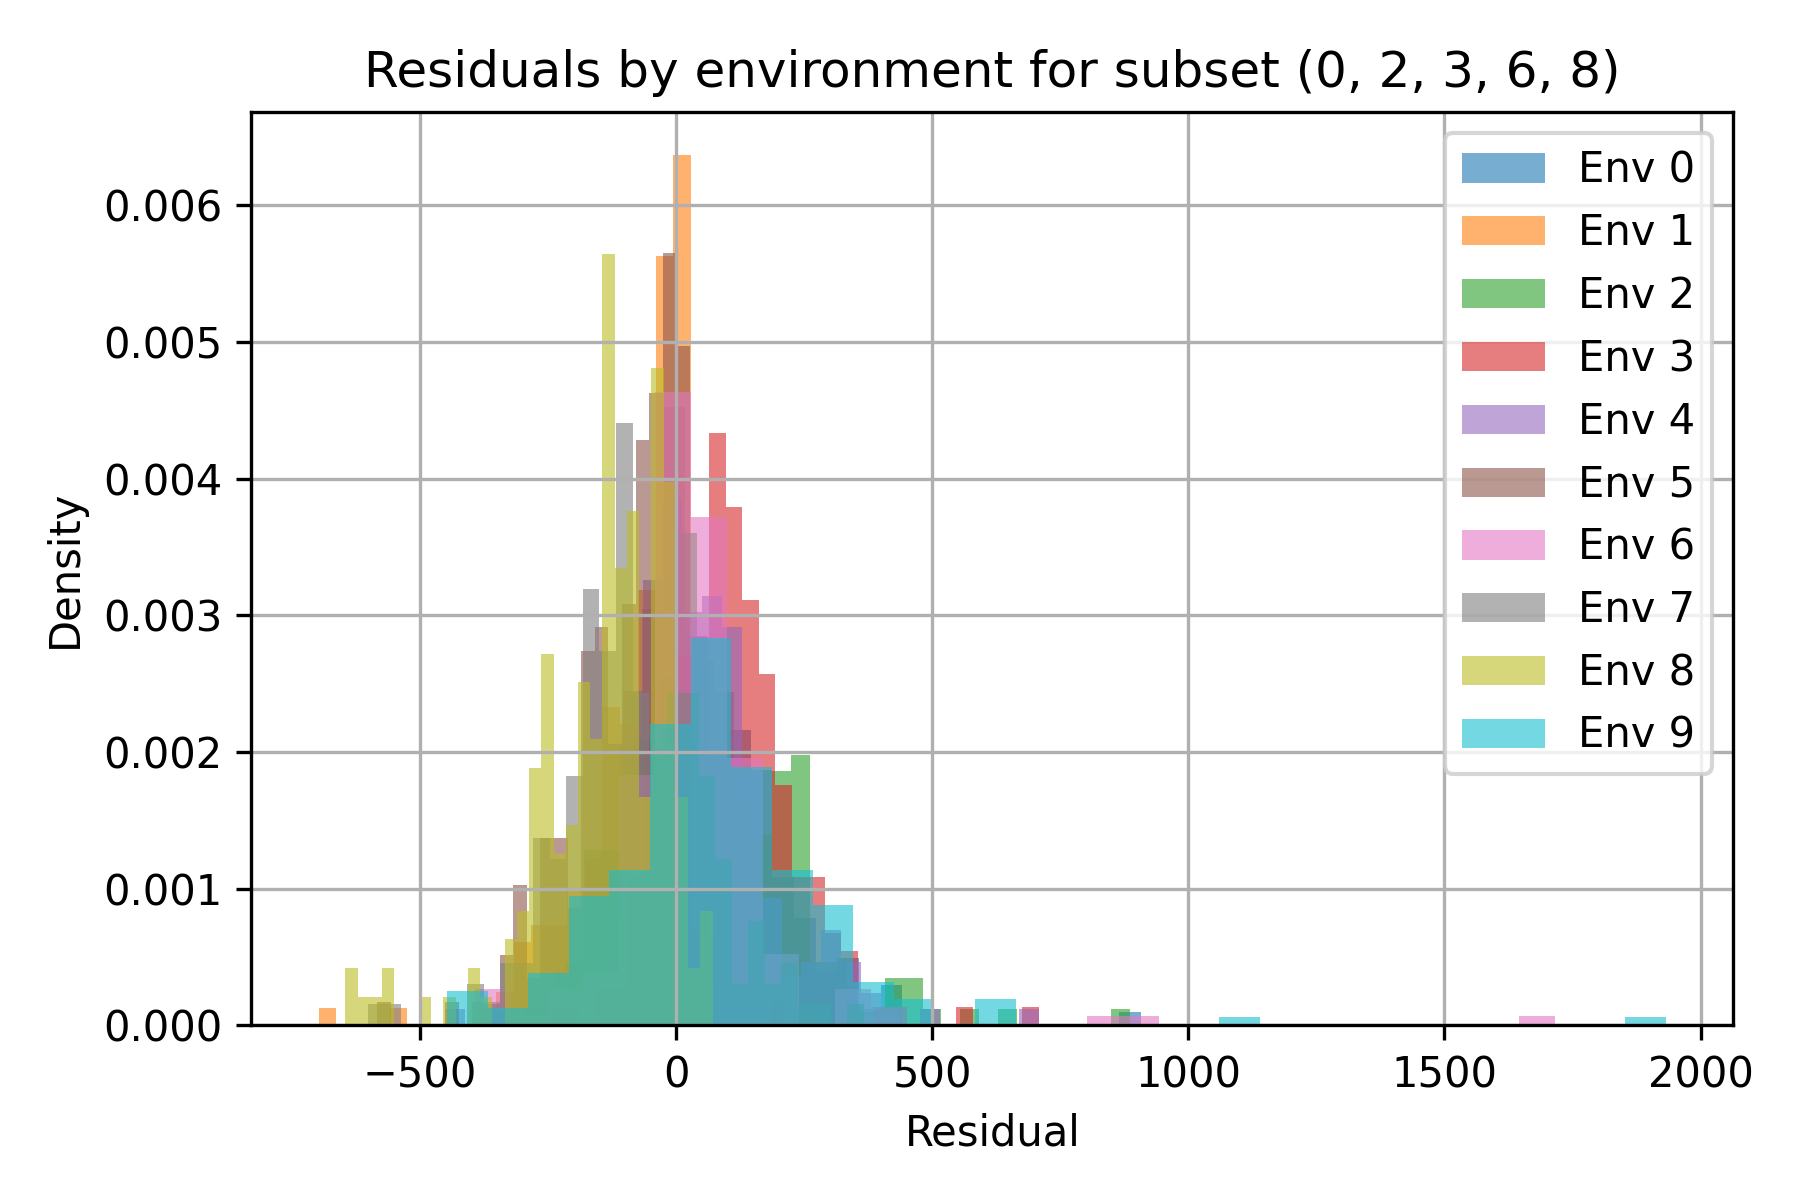 Residuals by environment for subset (0, 2, 3, 6, 8)
Env 0
Env 1
Env 2
Env 3
Env 4
Env 5
Env 6
Env 7
Env 8
Env 9
Density
0.006
0.005
0.004
0.003
0.002
0.001
0.000
−500
0
500
1000
1500
2000
Residual